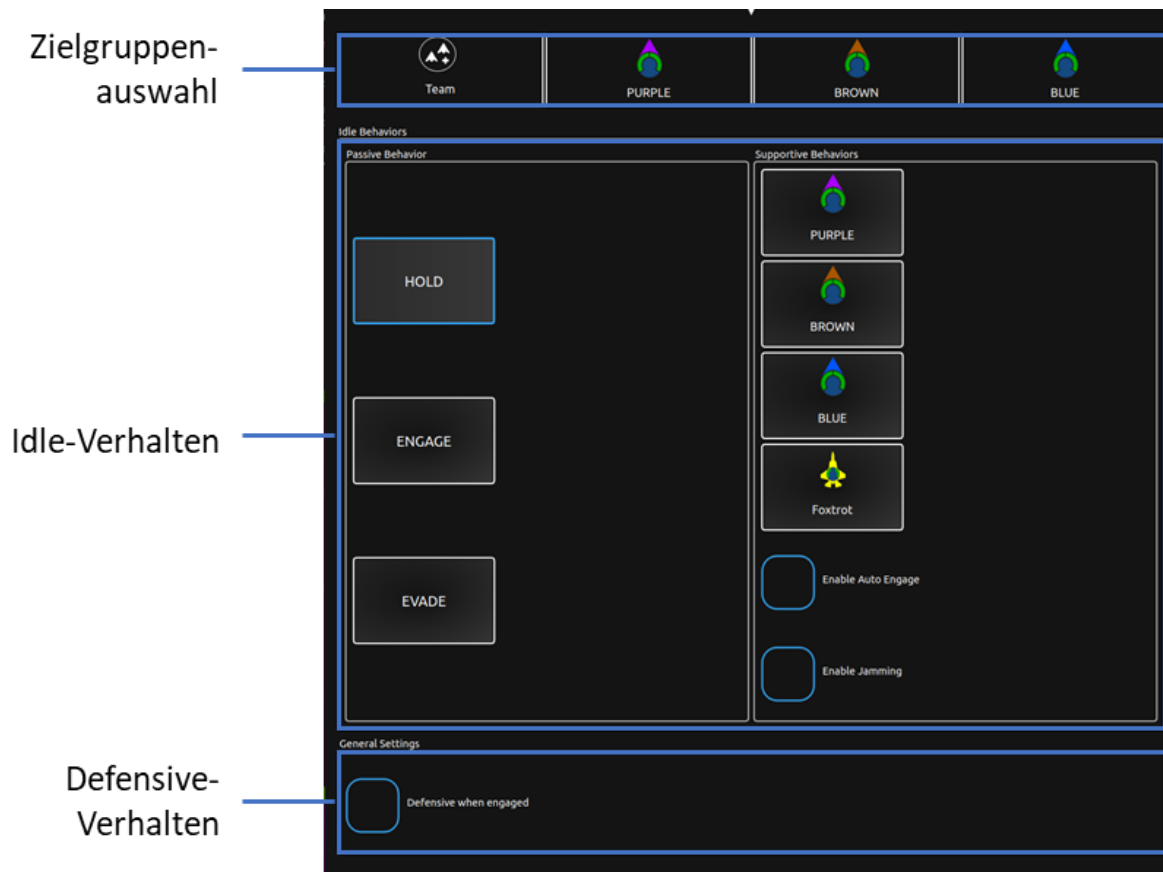 Zielgruppen-
auswahl
Team
PURPLE
BROWN
BLUE
Idle Behaviors
Passive Behavior
Supportive Behaviors
PURPLE
HOLD
BROWN
BLUE
Idle-Verhalten
ENGAGE
Foxtrot
Enable Auto Engage
EVADE
Enable Jamming
General Settings
Defensive-
Verhalten
Defensive when engaged